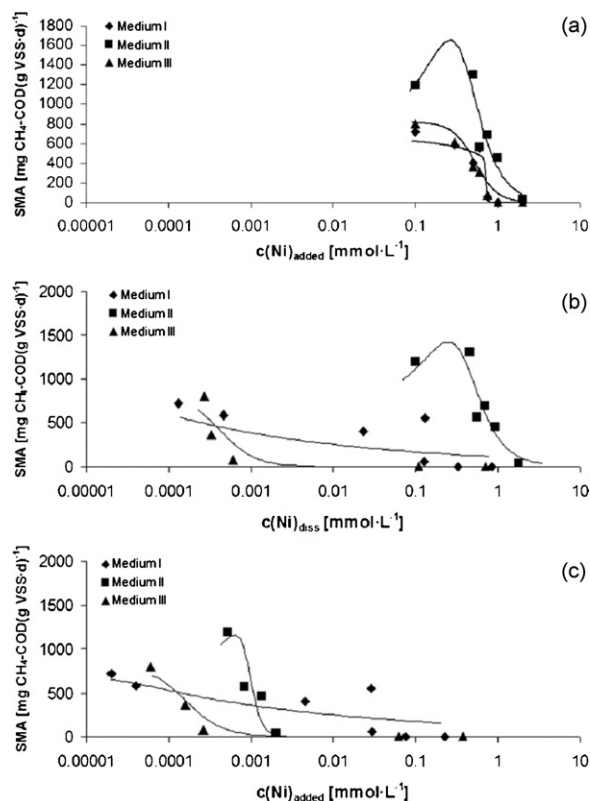 (a)
Medium I
Medium II
Medium III
SMA [mg CH₄-COD(g VSS·d)⁻¹]
1800
1600
1400
1200
1000
800
600
400
200
0
0.00001 0.0001 0.001 0.01 0.1 1 10
c(Ni)added [mmol·L⁻¹]
(b)
Medium I
Medium II
Medium III
SMA [mg CH₄-COD(g VSS·d)⁻¹]
2000
1500
1000
500
0
0.00001 0.0001 0.001 0.01 0.1 1 10
c(Ni)diss [mmol·L⁻¹]
(c)
Medium I
Medium II
Medium III
SMA [mg CH₄-COD(g VSS·d)⁻¹]
2000
1500
1000
500
0
0.00001 0.0001 0.001 0.01 0.1 1 10
c(Ni)added [mmol·L⁻¹]